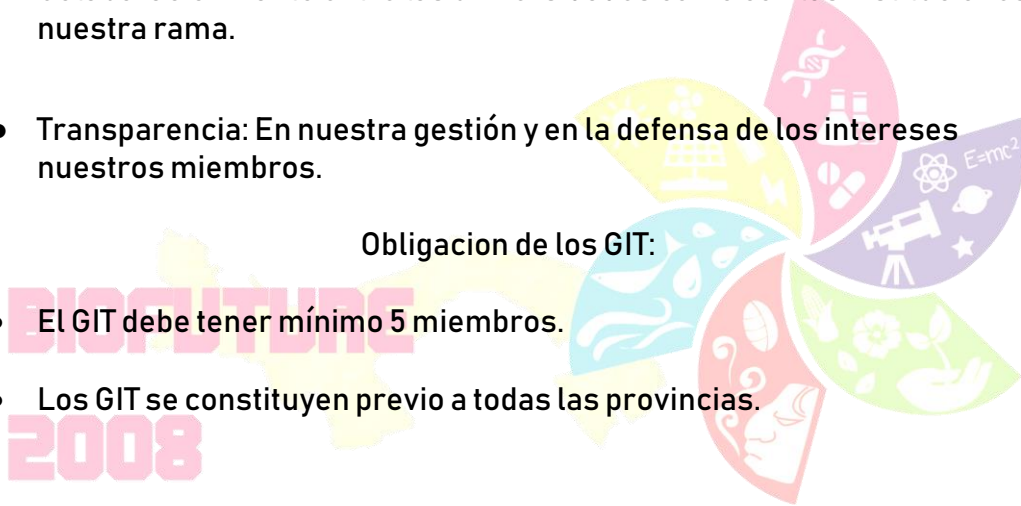 nuestra rama.
Transparencia: En nuestra gestión y en la defensa de los intereses
nuestros miembros.
E=mc²
Obligacion de los GIT:
BIOFUTURE
El GIT debe tener mínimo 5 miembros.
Los GIT se constituyen previo a todas las provincias.
2008